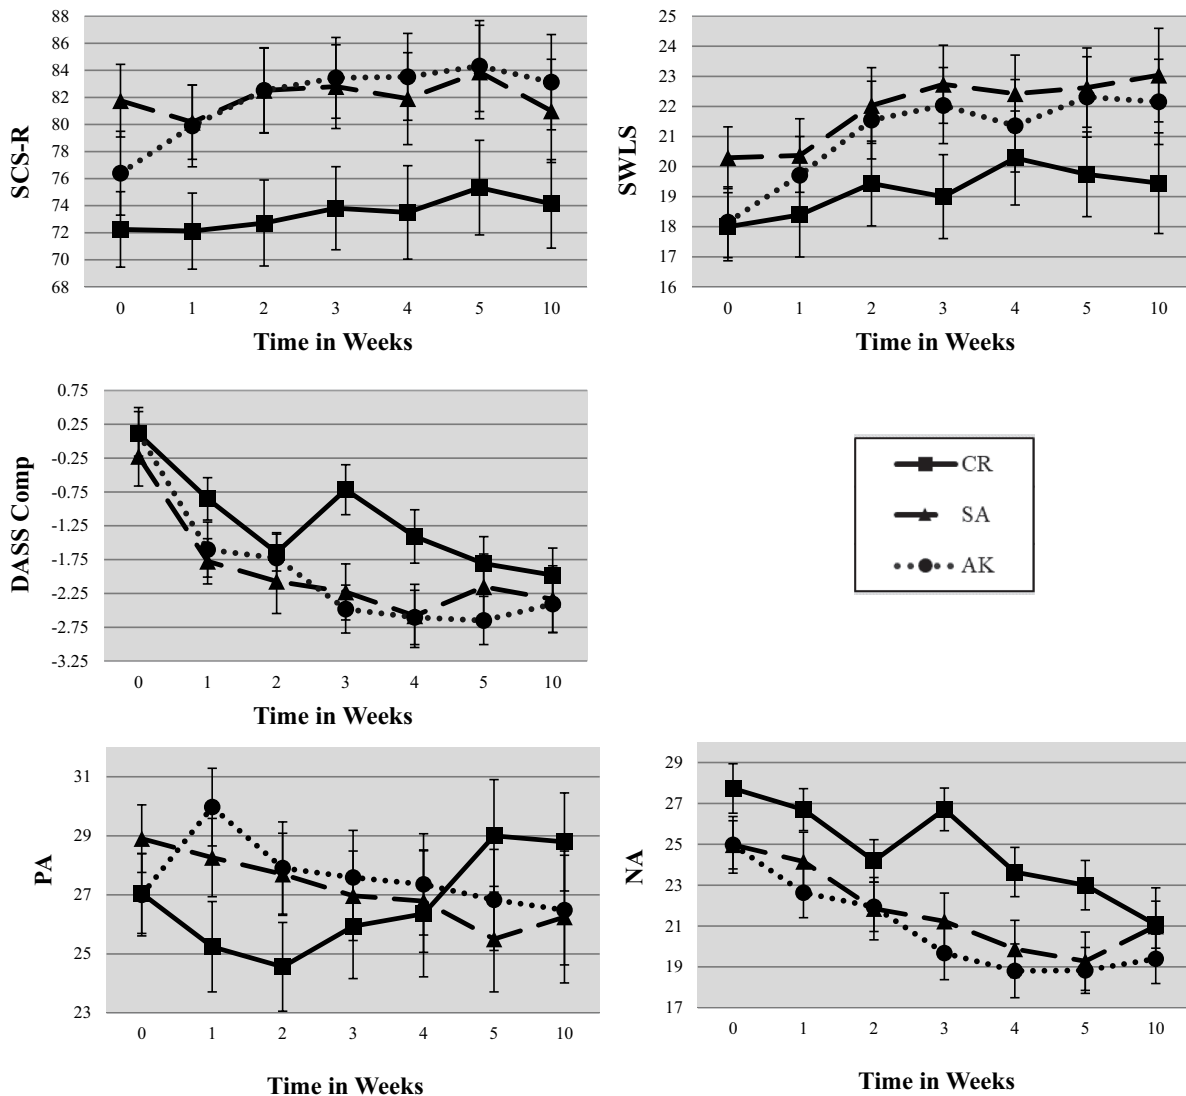 88
86
84
82
80
78
76
74
72
70
68
SCS-R
0 1 2 3 4 5 10
Time in Weeks
25
24
23
22
21
20
19
18
17
16
SWLS
0 1 2 3 4 5 10
Time in Weeks
0.75
0.25
-0.25
-0.75
-1.25
-1.75
-2.25
-2.75
-3.25
DASS Comp
0 1 2 3 4 5 10
Time in Weeks
CR
SA
AK
31
29
27
25
23
PA
0 1 2 3 4 5 10
Time in Weeks
29
27
25
23
21
19
17
NA
0 1 2 3 4 5 10
Time in Weeks